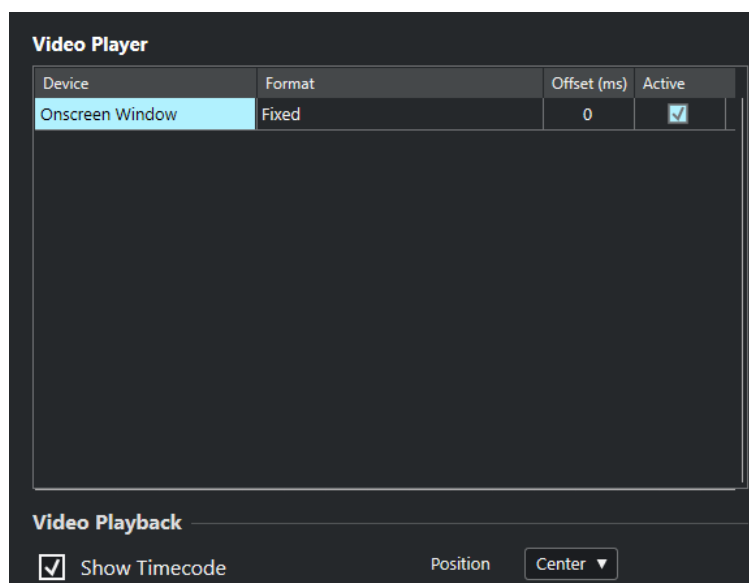 Video Player
Device Format Offset (ms) Active
Onscreen Window Fixed 0
Video Playback
Show Timecode Position Center